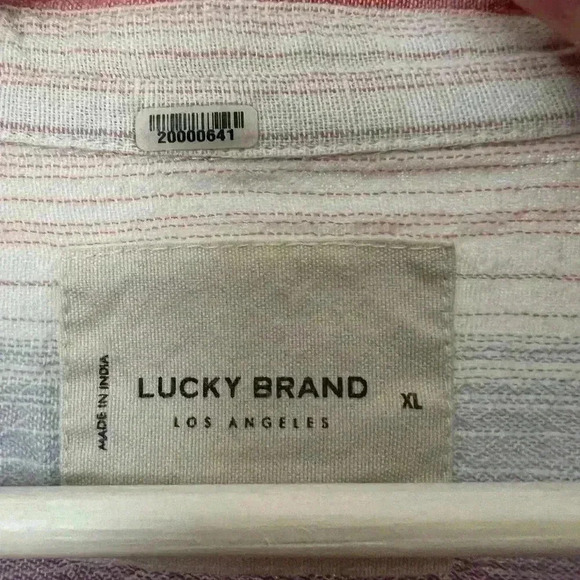 20000641
MADE IN INDIA
LUCKY BRAND
XL
LOS ANGELES